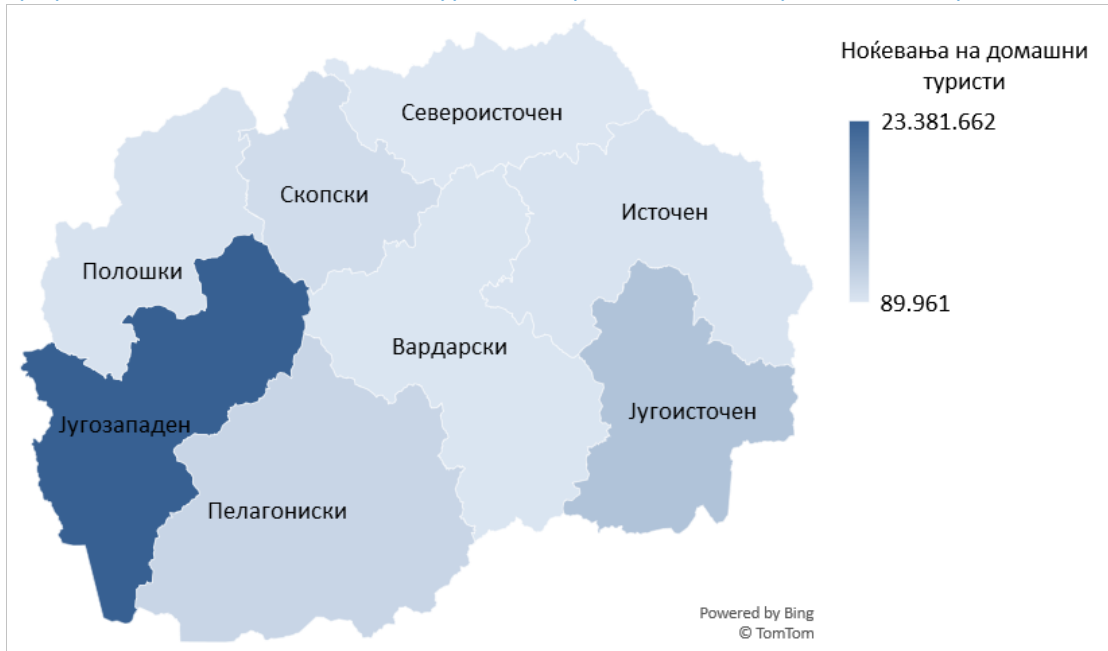 Ноќевања на домашни
туристи
23.381.662
89.961
Североисточен
Скопски
Источен
Полошки
Вардарски
Југоисточен
Југозападен
Пелагониски
Powered by Bing
© TomTom